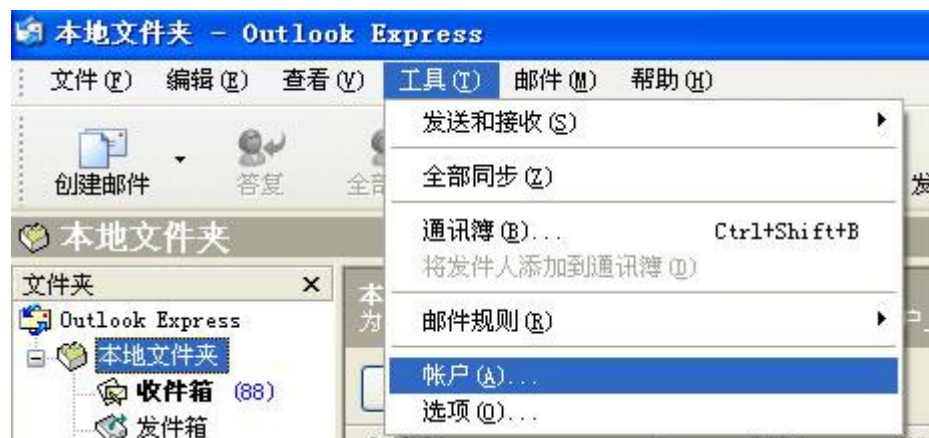 本地文件夹 - Outlook Express
文件(F) 编辑(E) 查看(V) 工具(T) 邮件(M) 帮助(H)
发送和接收(S)
创建邮件
答复
全部同步(Z)
本地文件夹
通讯簿(B)... Ctrl+Shift+B
将发件人添加到通讯簿(D)
文件夹
Outlook Express
邮件规则(R)
本地文件夹
帐户(A)...
收件箱 (88)
选项(O)...
发件箱